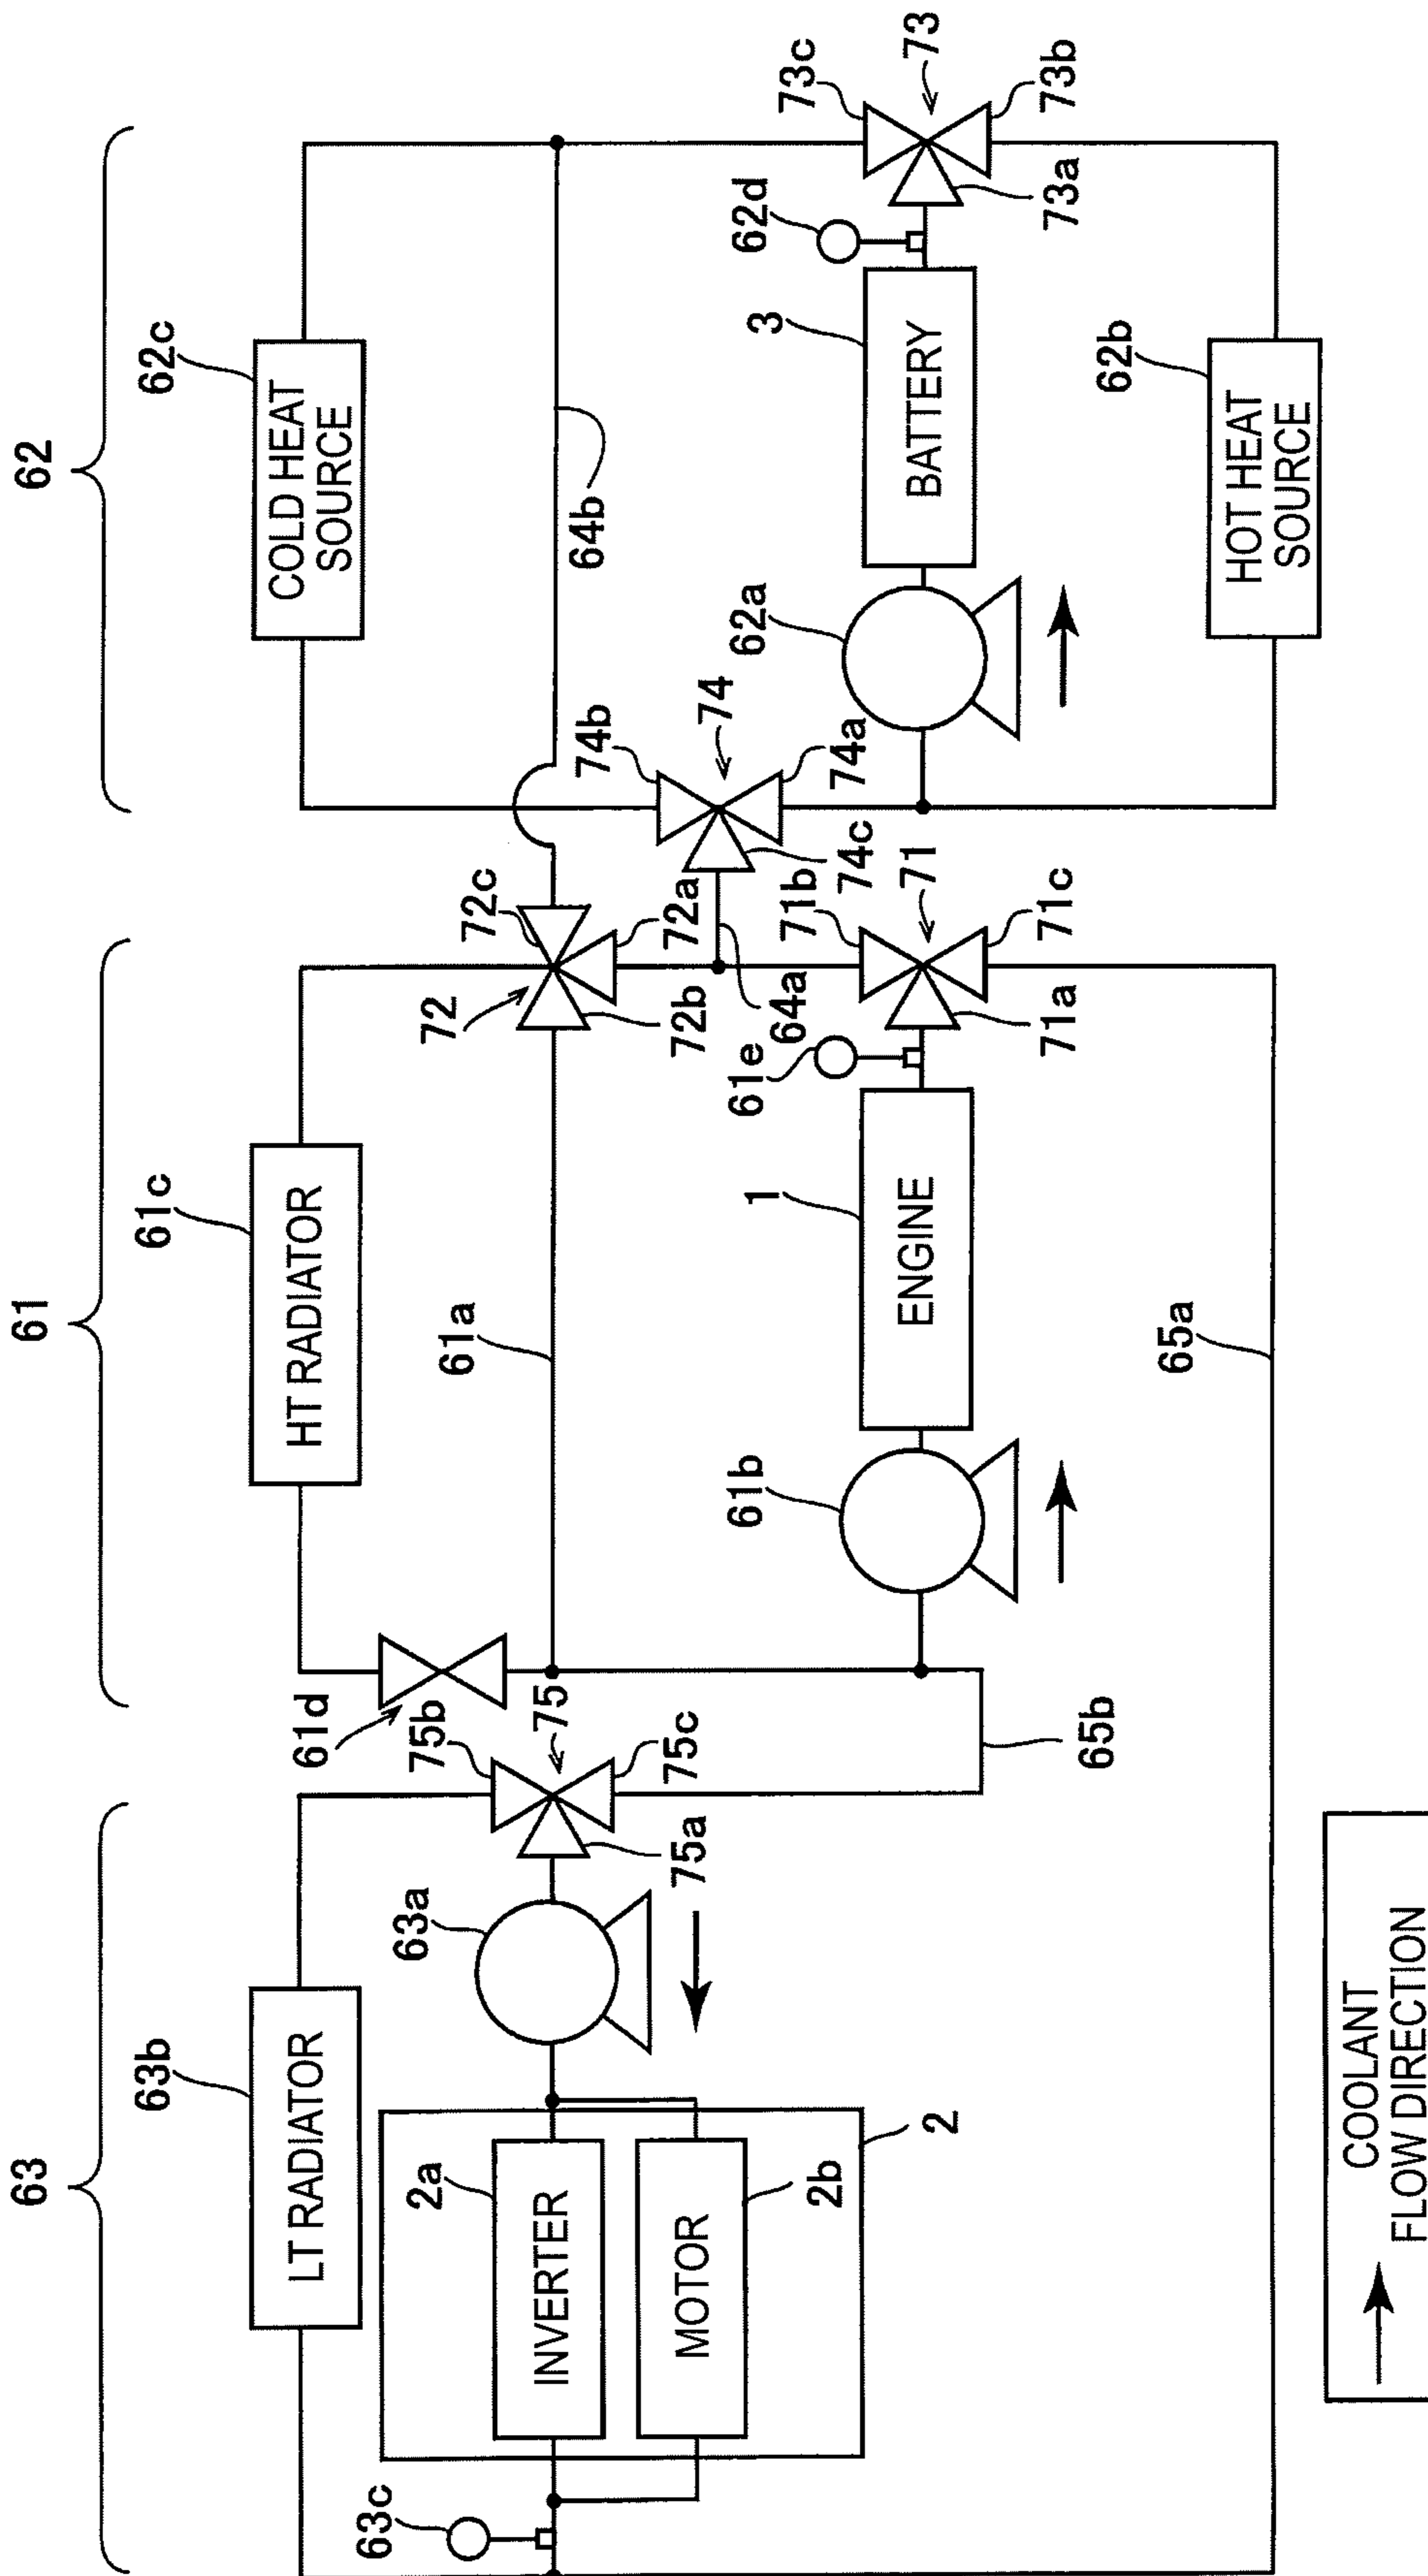 63
61
62
63b
61c
62c
LT RADIATOR
HT RADIATOR
COLD HEAT
SOURCE
61d
75b
75
75c
75a
63a
63c
2a
INVERTER
MOTOR
2b
2
61a
72
72c
72a
72b
64a
64b
74b
74
74a
74c
61b
1
ENGINE
61e
71b
71
71c
71a
62a
3
BATTERY
62d
73c
73
73b
73a
65b
65a
62b
HOT HEAT
SOURCE
COOLANT
FLOW DIRECTION